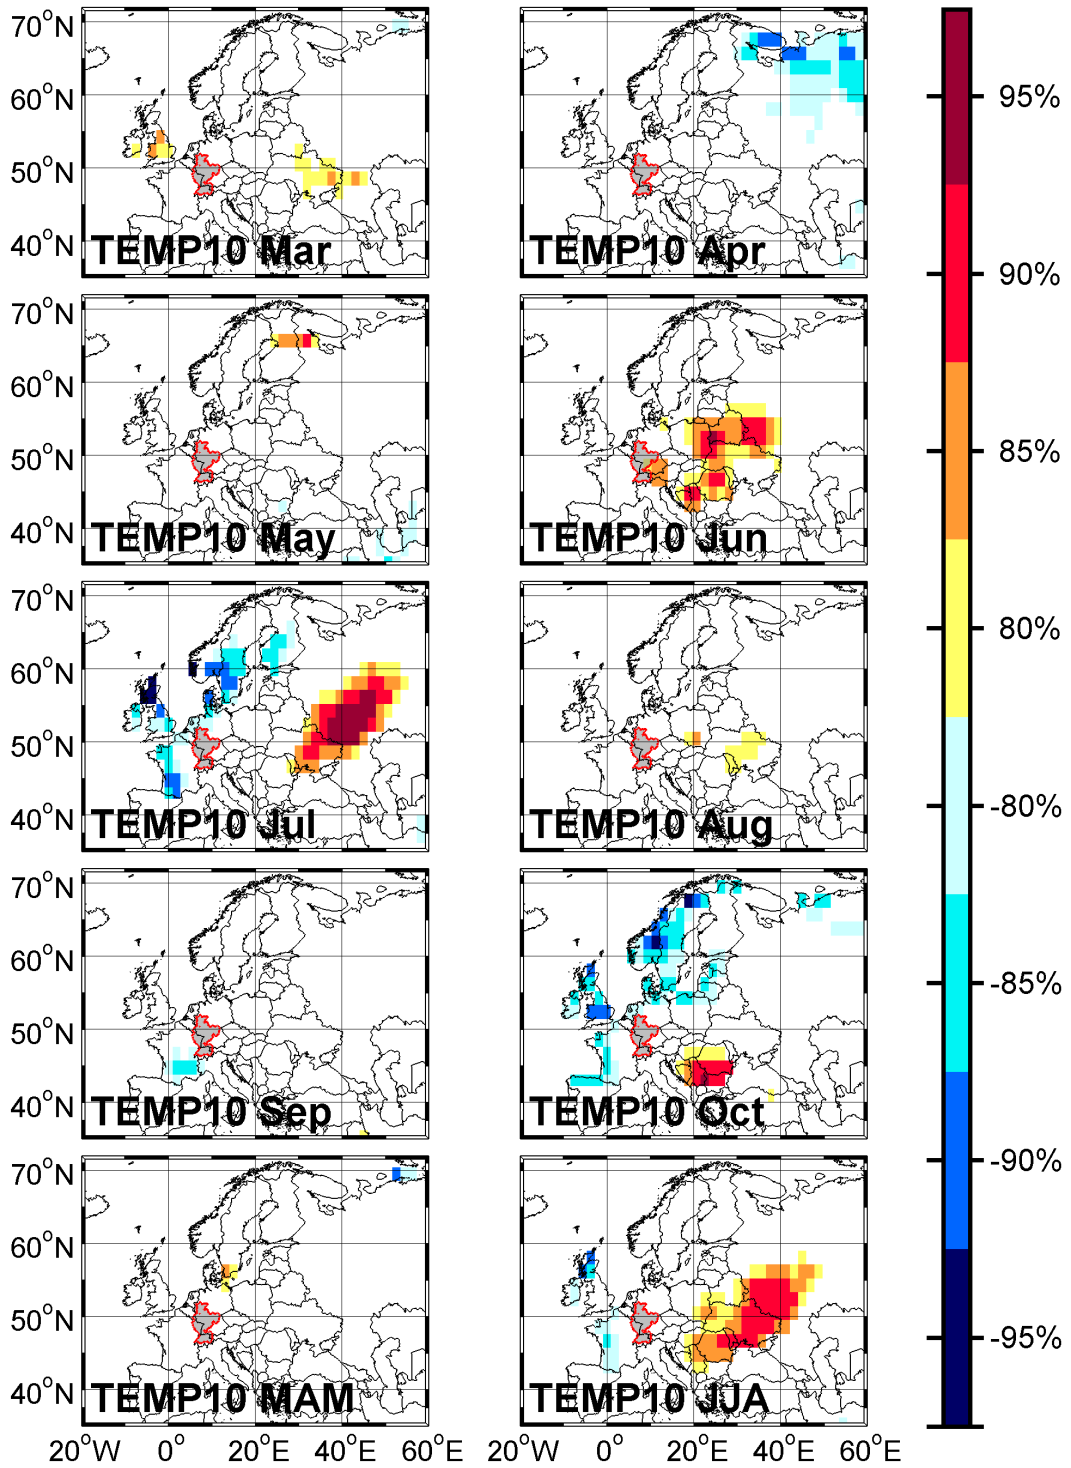 70°N
60°N
50°N
40°N
TEMP10 Mar
TEMP10 Apr
70°N
60°N
50°N
40°N
TEMP10 May
TEMP10 Jun
70°N
60°N
50°N
40°N
TEMP10 Jul
TEMP10 Aug
70°N
60°N
50°N
40°N
TEMP10 Sep
TEMP10 Oct
70°N
60°N
50°N
40°N
TEMP10 MAM
TEMP10 JJA
20°W 0° 20°E 40°E 60°E
20°W 0° 20°E 40°E 60°E
95%
90%
85%
80%
-80%
-85%
-90%
-95%